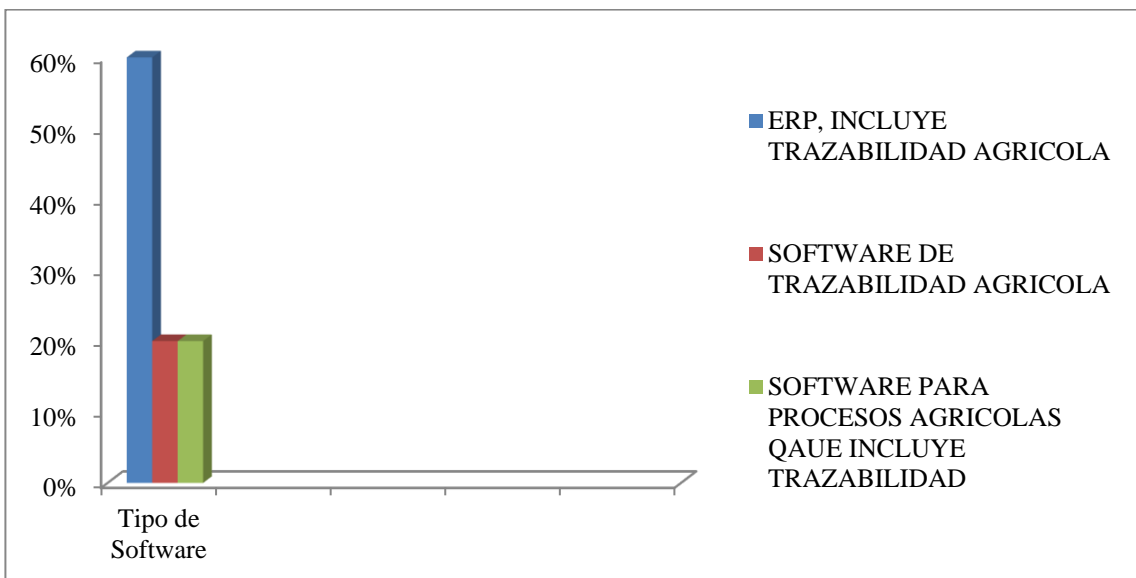 60%
50%
40%
30%
20%
10%
0%
Tipo de
Software
ERP, INCLUYE
TRAZABILIDAD AGRICOLA
SOFTWARE DE
TRAZABILIDAD AGRICOLA
SOFTWARE PARA
PROCESOS AGRICOLAS
QAUE INCLUYE
TRAZABILIDAD